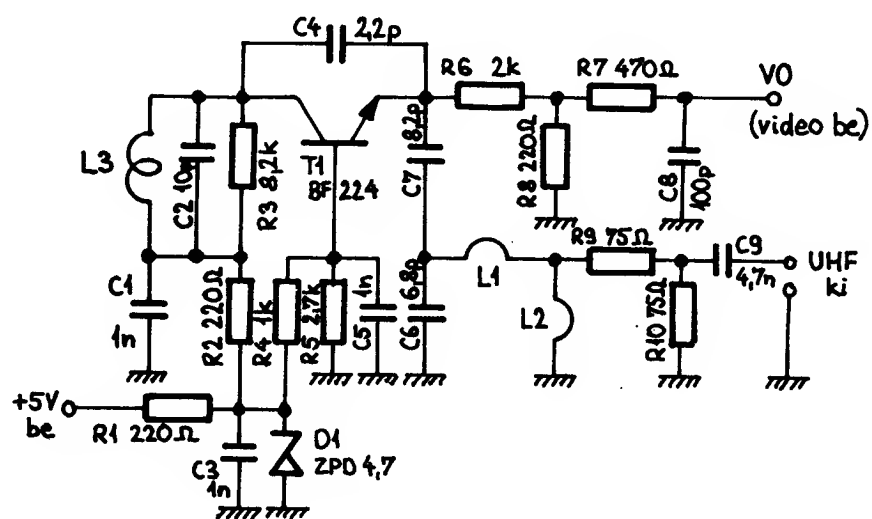 C4 2,2p
R6 2k
R7 470Ω
VO
(video be)
L3
C2 10p
R3 8,2k
T1
BF 224
8,2p
C7
R8 220Ω
C8
100p
R9 75Ω
C9
4,7n
UHF
ki
C1
1n
R2 220Ω
R4 1k
R5 2,7k
C5 1n
C6 6,8p
L1
L2
R10 75Ω
+5V
be
R1 220Ω
C3
1n
D1
ZPD 4,7